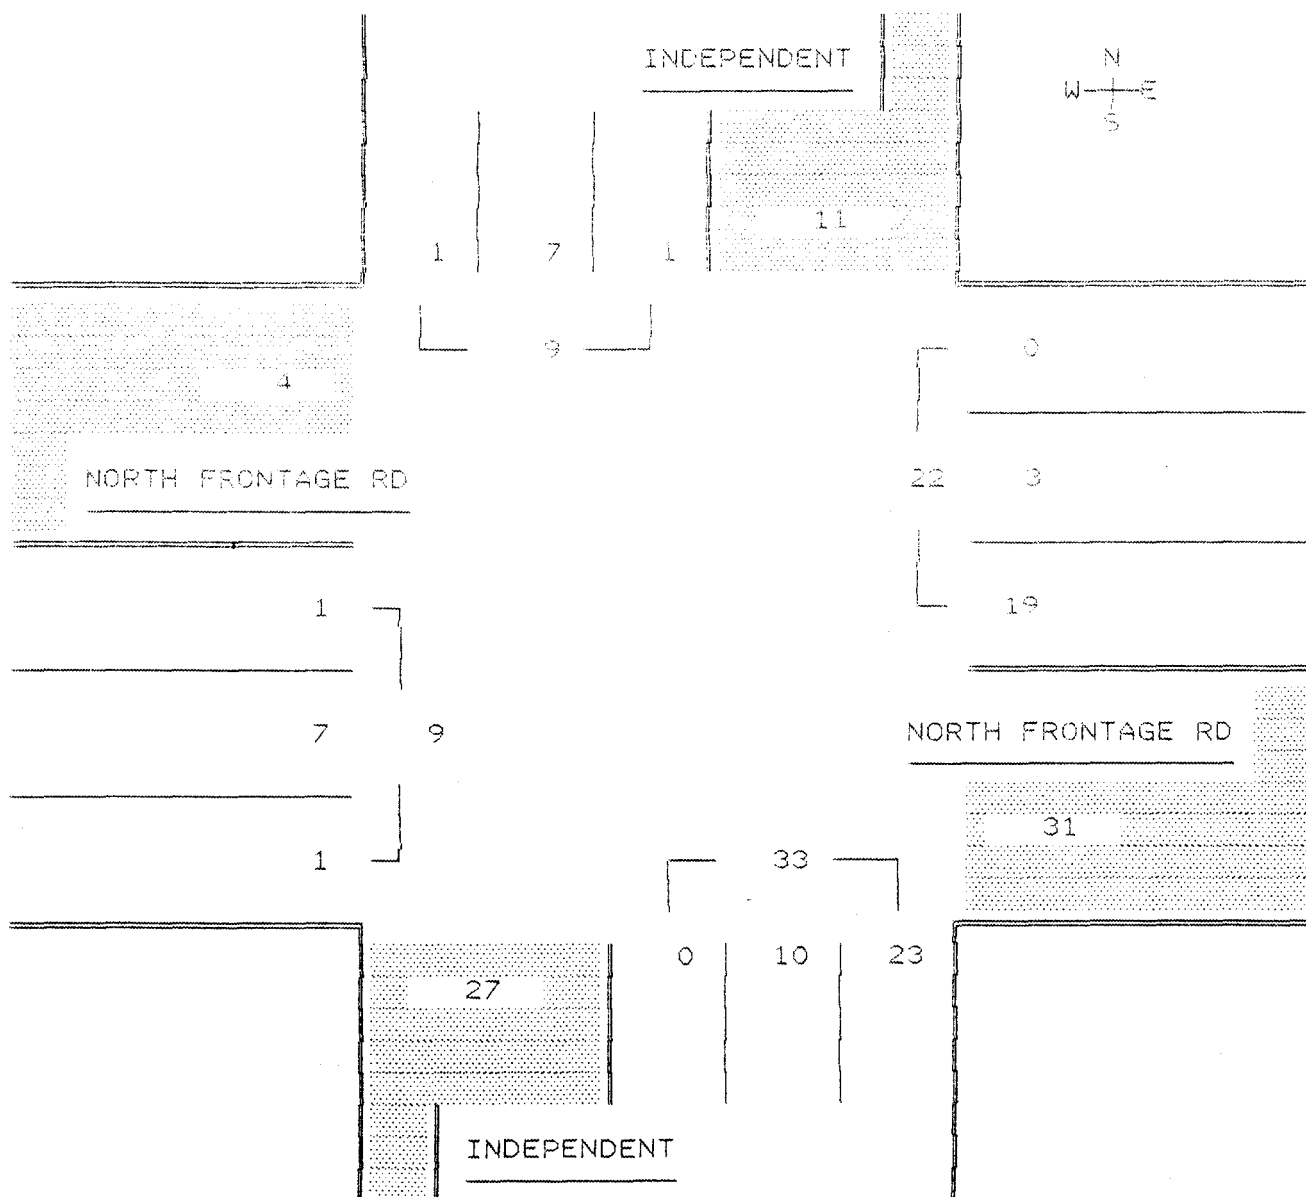 INDEPENDENT
N
W E
S
11
1 7 1
9 0
4
NORTH FRONTAGE RD 22 3
1 19
7 9 NORTH FRONTAGE RD
31
1 33
0 10 23
27
INDEPENDENT